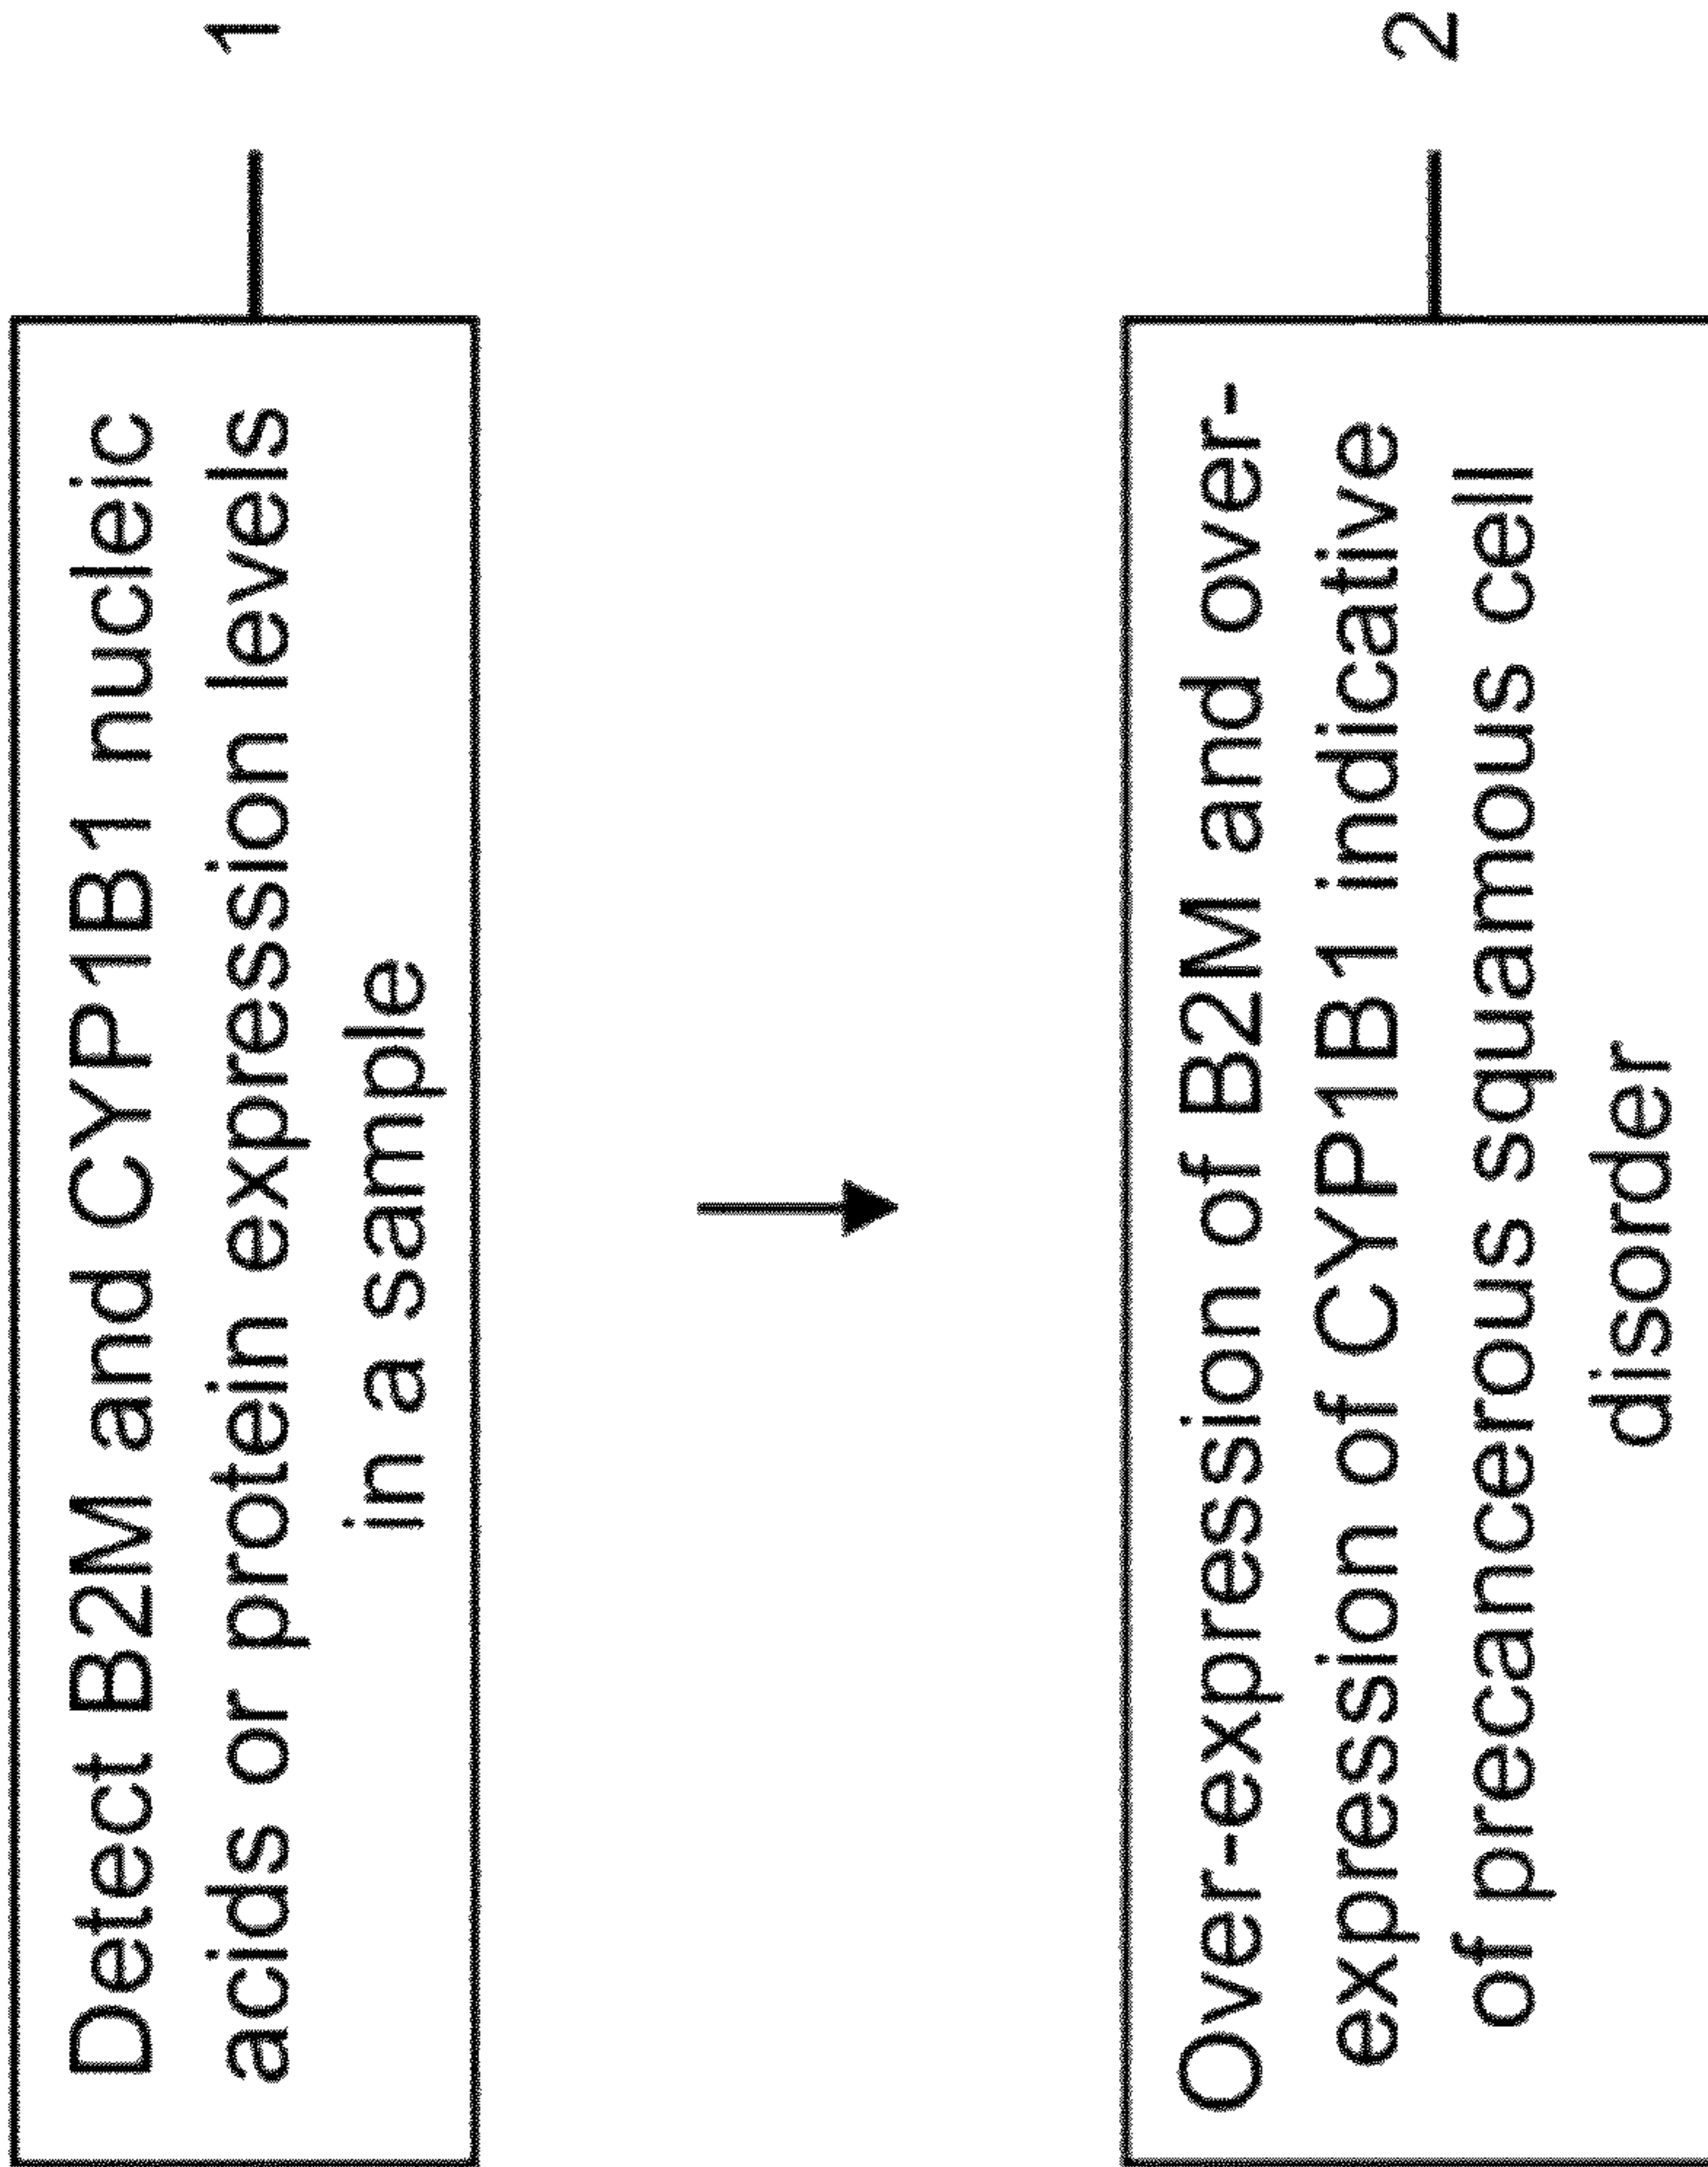 Detect B2M and CYP1B1 nucleic
acids or protein expression levels
in a sample
1
Over-expression of B2M and over-
expression of CYP1B1 indicative
of precancerous squamous cell
disorder
2